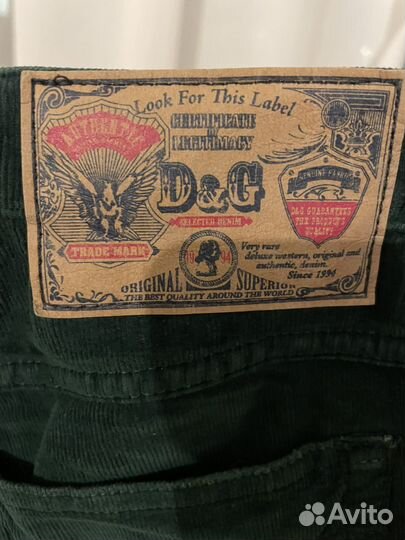 Look For This Label
AUTHENTIC
CERTIFICATE
OF
LEGITIMACY
D&G
SELECTED DENIM
GENUINE FABRIC
D&G GUARANTEES
THE PRODUCT'S
QUALITY
TRADE MARK
19 94
Very rare
deluxe western, original and
authentic, denim.
Since 1994
ORIGINAL SUPERIOR
THE BEST QUALITY AROUND THE WORLD
Avito